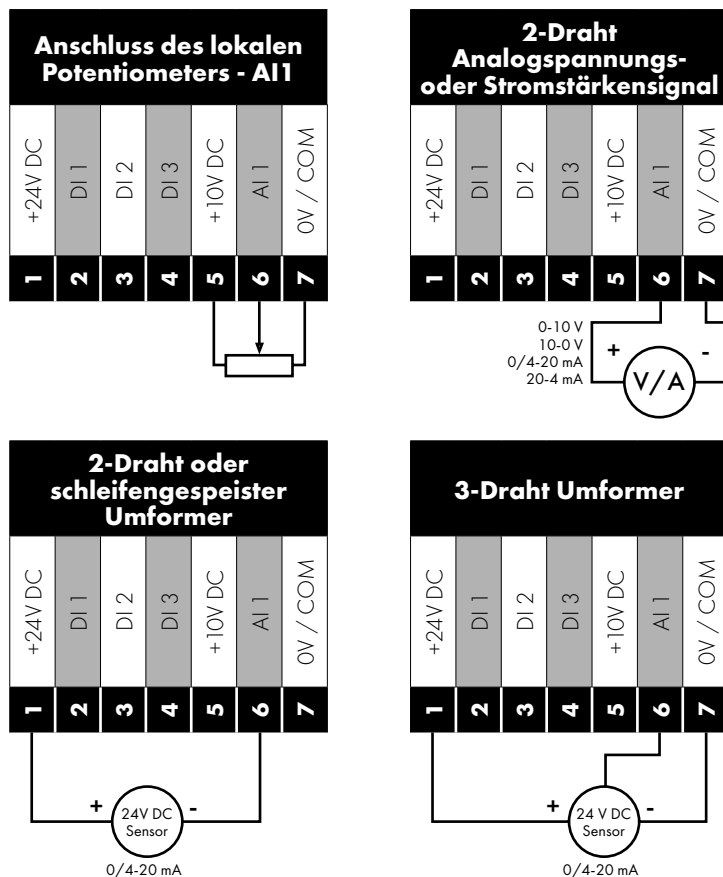 Anschluss des lokalen
Potentiometers - AI1
+24V DC
DI 1
DI 2
DI 3
+10V DC
AI 1
0V / COM
1
2
3
4
5
6
7
2-Draht
Analogspannungs-
oder Stromstärkensignal
+24V DC
DI 1
DI 2
DI 3
+10V DC
AI 1
0V / COM
1
2
3
4
5
6
7
0-10 V
10-0 V
0/4-20 mA
20-4 mA
+
V/A
-
2-Draht oder
schleifengespeister
Umformer
+24V DC
DI 1
DI 2
DI 3
+10V DC
AI 1
0V / COM
1
2
3
4
5
6
7
+
24V DC
Sensor
-
0/4-20 mA
3-Draht Umformer
+24V DC
DI 1
DI 2
DI 3
+10V DC
AI 1
0V / COM
1
2
3
4
5
6
7
+
24 V DC
Sensor
-
0/4-20 mA